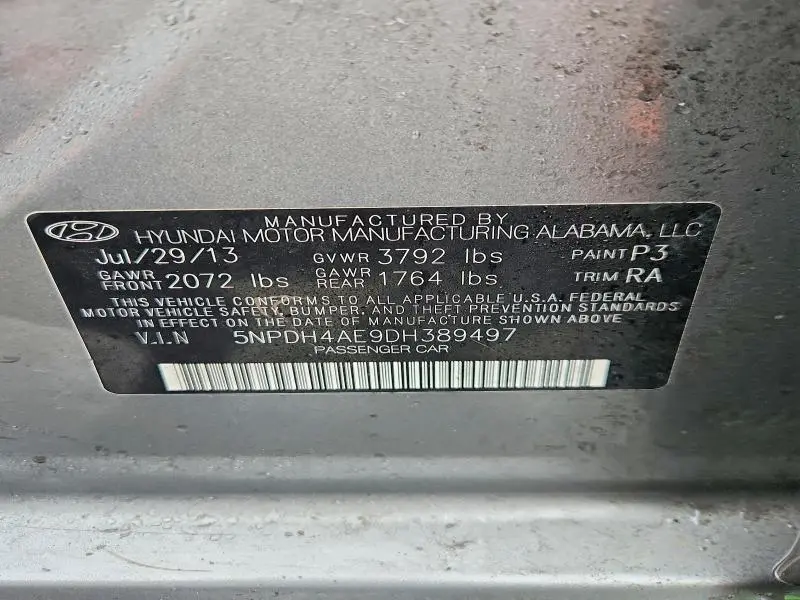 MANUFACTURED BY
HYUNDAI MOTOR MANUFACTURING ALABAMA, LLC
Jul/29/13 GVWR 3792 lbs PAINT P3
GAWR FRONT 2072 lbs GAWR REAR 1764 lbs TRIM RA
THIS VEHICLE CONFORMS TO ALL APPLICABLE U.S.A. FEDERAL
MOTOR VEHICLE SAFETY, BUMPER, AND THEFT PREVENTION STANDARDS
IN EFFECT ON THE DATE OF MANUFACTURE SHOWN ABOVE
V.I.N 5NPDH4AE9DH389497
PASSENGER CAR